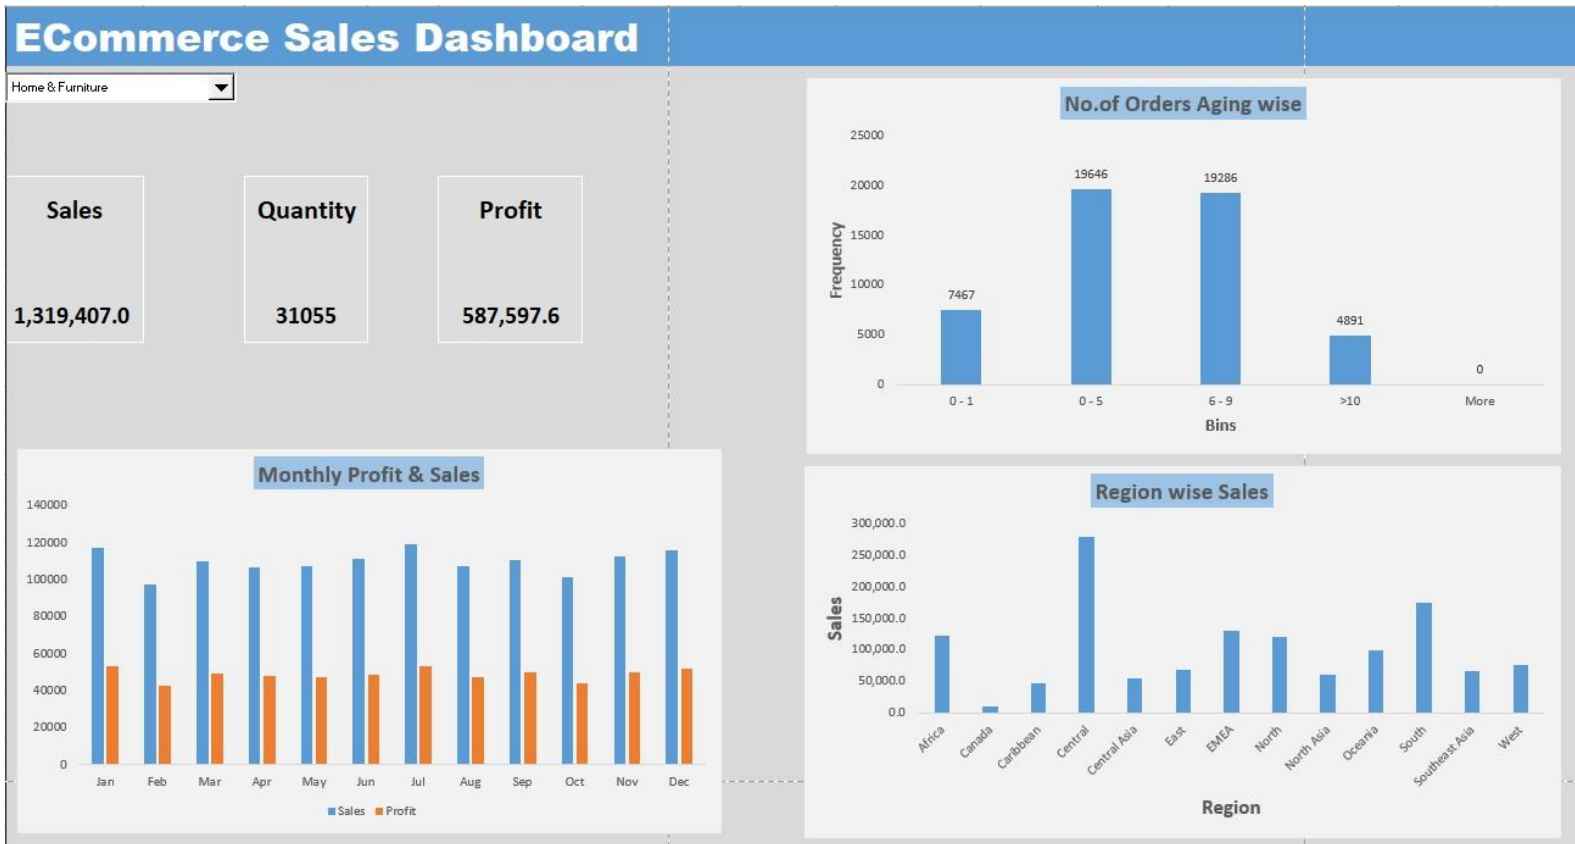 ECommerce Sales Dashboard
Home & Furniture
Sales
1,319,407.0
Quantity
31055
Profit
587,597.6
No.of Orders Aging wise
Frequency
25000
20000
15000
10000
5000
0
7467
19646
19286
4891
0
0 - 1
0 - 5
6 - 9
>10
More
Bins
Monthly Profit & Sales
140000
120000
100000
80000
60000
40000
20000
0
Jan
Feb
Mar
Apr
May
Jun
Jul
Aug
Sep
Oct
Nov
Dec
Sales
Profit
Region wise Sales
Sales
300,000.0
250,000.0
200,000.0
150,000.0
100,000.0
50,000.0
0.0
Africa
Canada
Caribbean
Central
Central Asia
East
EMEA
North
North Asia
Oceania
South
Southeast Asia
West
Region